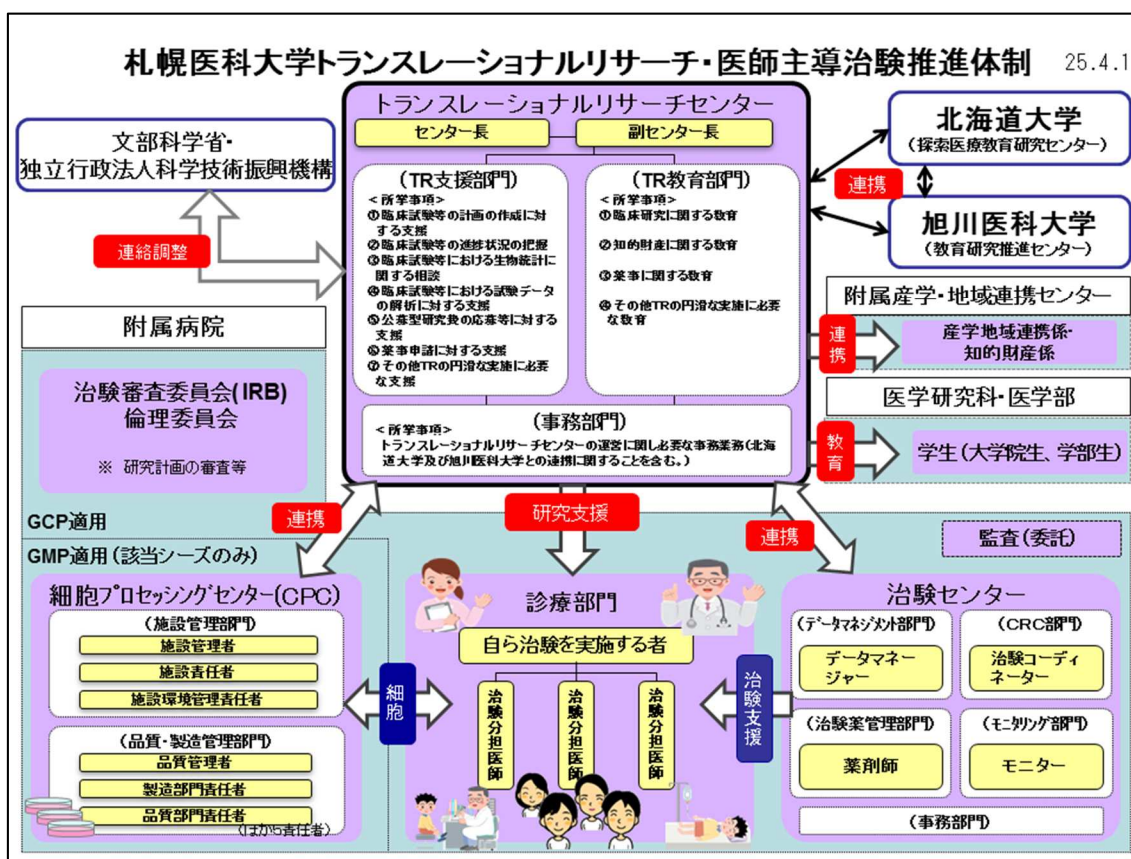 札幌医科大学トランスレーショナルリサーチ・医師主導治験推進体制
25.4.1
トランスレーショナルリサーチセンター
センター長
副センター長
文部科学省・
独立行政法人科学技術振興機構
連絡調整
(TR支援部門)
<所掌事項>
①臨床試験等の計画の作成に対
する支援
②臨床試験等の進捗状況の把握
③臨床試験等における生物統計に
関する相談
④臨床試験等における試験データ
の解析に対する支援
⑤公募型研究費の応募等に対する
支援
⑥薬事申請に対する支援
⑦その他TRの円滑な実施に必要
な支援
(TR教育部門)
<所掌事項>
①臨床研究に関する教育
②知的財産に関する教育
③薬事に関する教育
④その他TRの円滑な実施に必要
な教育
(事務部門)
<所掌事項>
トランスレーショナルリサーチセンターの運営に関し必要な事務業務(北海
道大学及び旭川医科大学との連携に関することを含む。)
北海道大学
(探索医療教育研究センター)
連携
旭川医科大学
(教育研究推進センター)
附属産学・地域連携センター
連携
産学地域連携係・
知的財産係
医学研究科・医学部
教育
学生(大学院生、学部生)
附属病院
治験審査委員会(IRB)
倫理委員会
※ 研究計画の審査等
GCP適用
連携
研究支援
連携
監査(委託)
GMP適用(該当シーズのみ)
細胞プロセッシングセンター(CPC)
(施設管理部門)
施設管理者
施設責任者
施設環境管理責任者
(品質・製造管理部門)
品質管理者
製造部門責任者
品質部門責任者
(ほか5責任者)
細胞
診療部門
自ら治験を実施する者
治験分担医師
治験分担医師
治験分担医師
治験支援
治験センター
(データマネジメント部門)
データマネー
ジャー
(CRC部門)
治験コーディ
ネーター
(治験薬管理部門)
薬剤師
(モニタリング部門)
モニター
(事務部門)